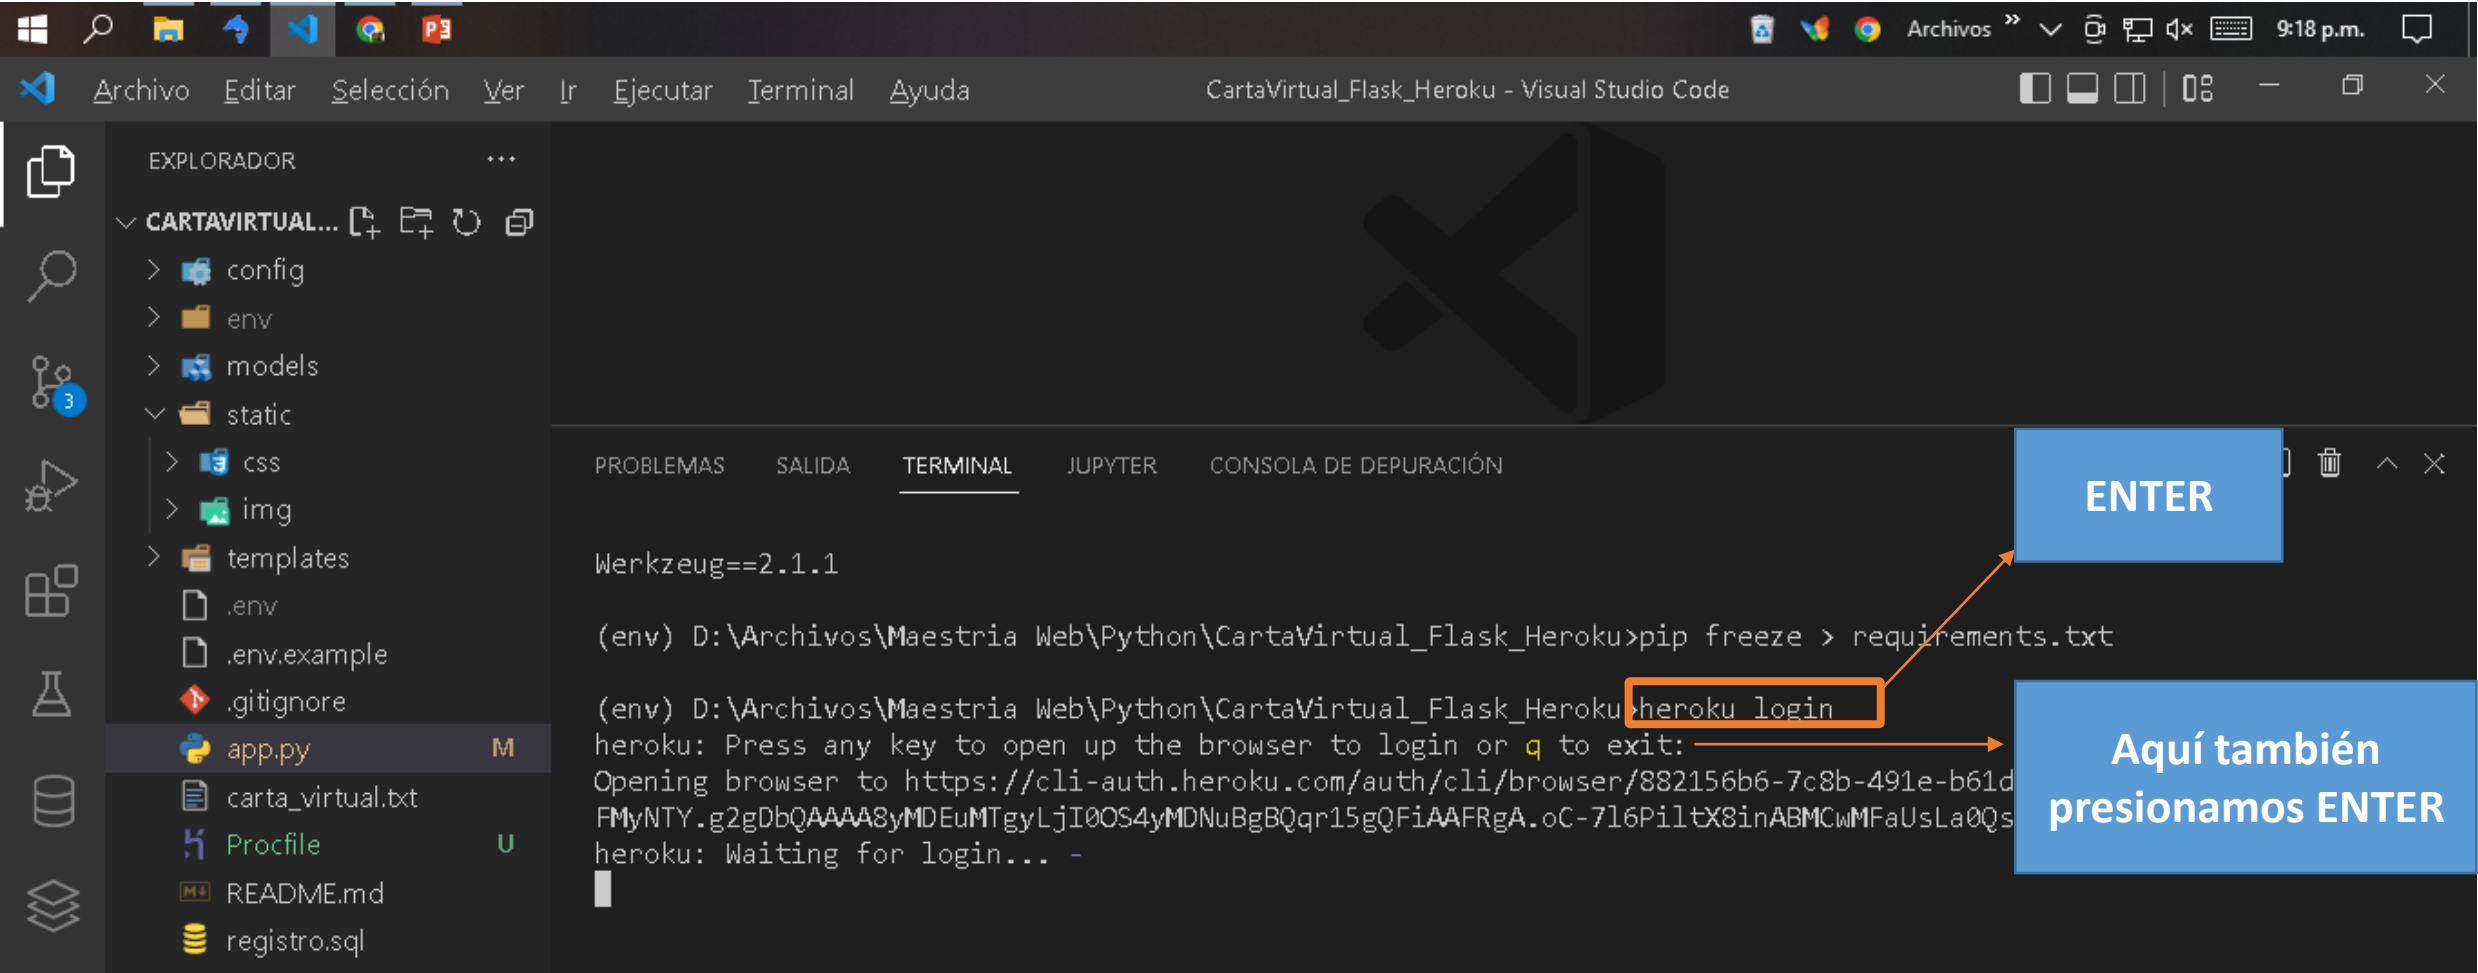 Archivos
9:18 p.m.
Archivo Editar Selección Ver Ir Ejecutar Terminal Ayuda
CartaVirtual_Flask_Heroku - Visual Studio Code
EXPLORADOR
CARTAVIRTUAL...
config
env
models
static
css
img
templates
.env
.env.example
.gitignore
app.py M
carta_virtual.txt
Procfile U
README.md
registro.sql
3
PROBLEMAS SALIDA TERMINAL JUPYTER CONSOLA DE DEPURACIÓN
Werkzeug==2.1.1
(env) D:\Archivos\Maestria Web\Python\CartaVirtual_Flask_Heroku>pip freeze > requirements.txt
(env) D:\Archivos\Maestria Web\Python\CartaVirtual_Flask_Heroku>heroku login
heroku: Press any key to open up the browser to login or q to exit:
Opening browser to https://cli-auth.heroku.com/auth/cli/browser/882156b6-7c8b-491e-b61d
FMyNTY.g2gDbQAAAA8yMDEuMTgyLjI0OS4yMDNuBgBQqr15gQFiAAFRgA.oC-7l6PiltX8inABMCwMFaUsLa0Qs
heroku: Waiting for login... -
ENTER
Aquí también
presionamos ENTER